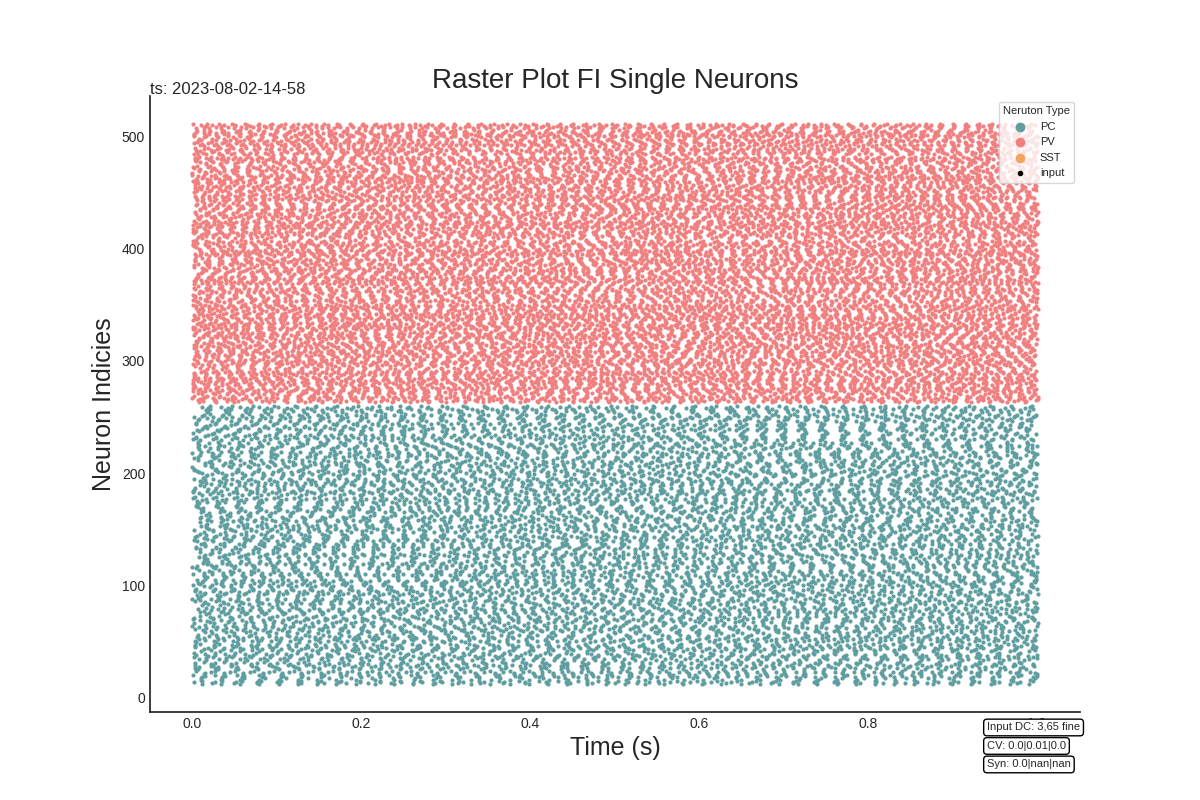 Raster Plot FI Single Neurons
ts: 2023-08-02-14-58
Neruton Type
PC
PV
SST
input
500
400
300
200
100
0
Neuron Indicies
0.0 0.2 0.4 0.6 0.8
Time (s)
Input DC: 3,65 fine
CV: 0.0|0.01|0.0
Syn: 0.0|nan|nan